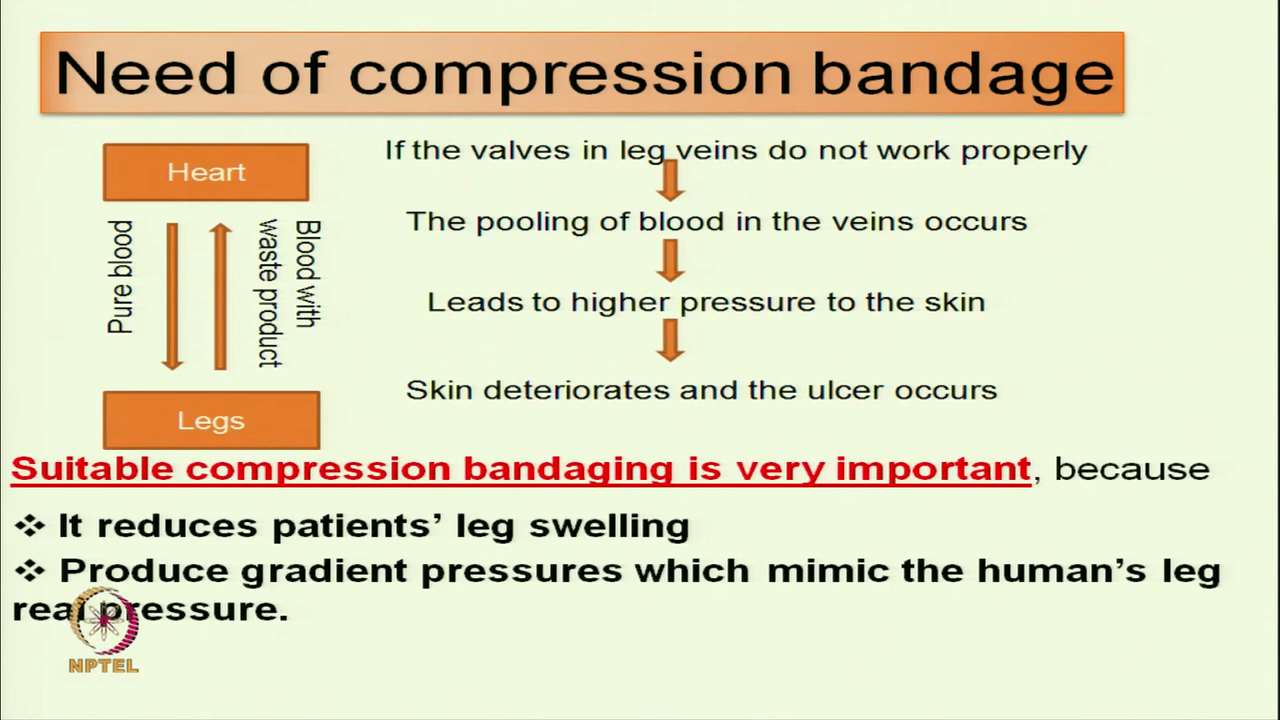 Need of compression bandage
Heart
Pure blood
Blood with
waste product
Legs
If the valves in leg veins do not work properly
The pooling of blood in the veins occurs
Leads to higher pressure to the skin
Skin deteriorates and the ulcer occurs
Suitable compression bandaging is very important, because
❖ It reduces patients’ leg swelling
❖ Produce gradient pressures which mimic the human’s leg
real pressure.
NPTEL